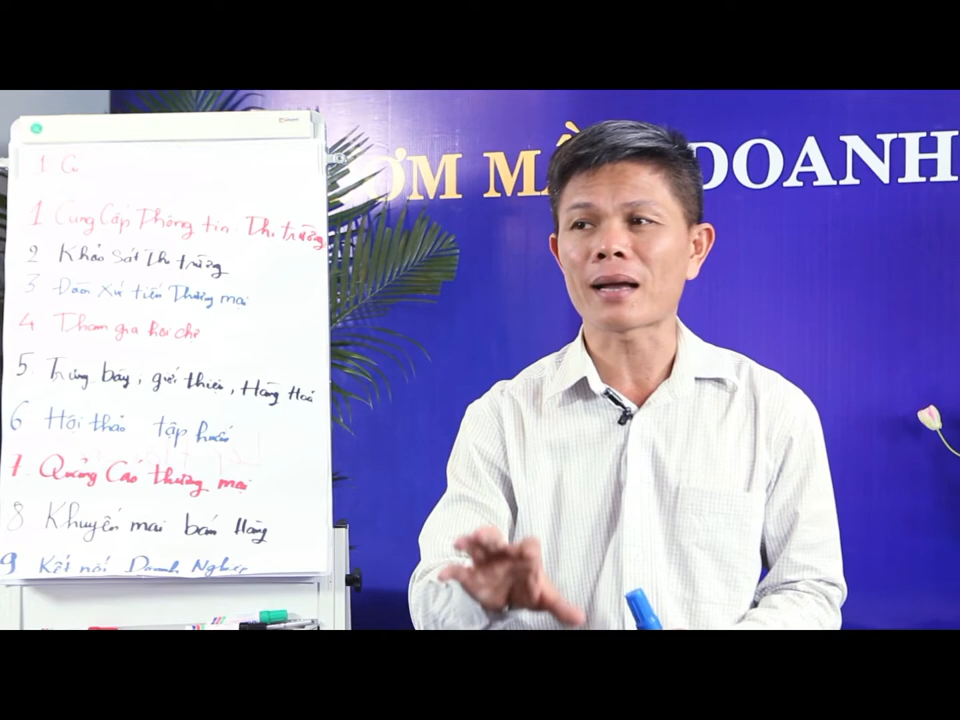 ƠM MẦ DOANH
1 C
1 Cung Cấp Thông tin Thị trường
2 Khảo sát Thị trường
3 Đoàn xúc tiến Thương mại
4 Tham gia hội chợ
5 Trưng bày, giới thiệu, Hàng Hoá
6 Hội thảo tập huấn
7. Quảng Cáo thương mại
8 Khuyến mai bán Hàng
9 Kết nối Doanh Nghiệp